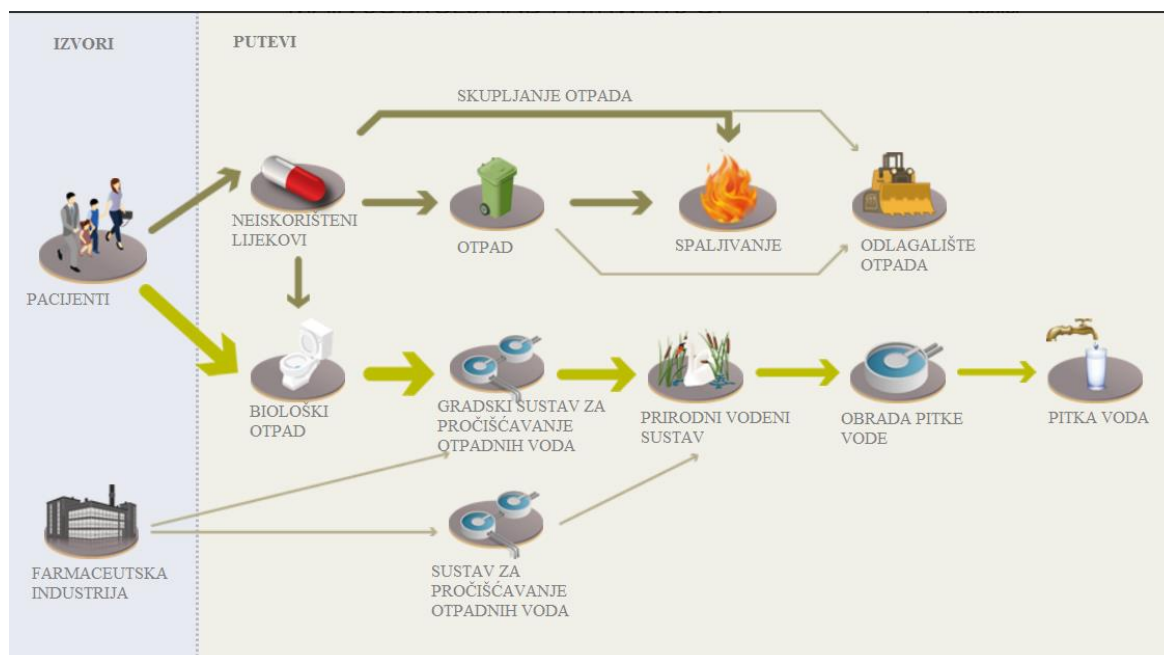 IZVORI
PUTEVI
SKUPLJANJE OTPADA
NEISKORIŠTENI
LIJEKOVI
OTPAD
SPALJIVANJE
ODLAGALIŠTE
OTPADA
PACIJENTI
BIOLOŠKI
OTPAD
GRADSKI SUSTAV ZA
PROČIŠĆAVANJE
OTPADNIH VODA
PRIRODNI VODENI
SUSTAV
OBRADA PITKE
VODE
PITKA VODA
FARMACEUTSKA
INDUSTRIJA
SUSTAV ZA
PROČIŠĆAVANJE
OTPADNIH VODA